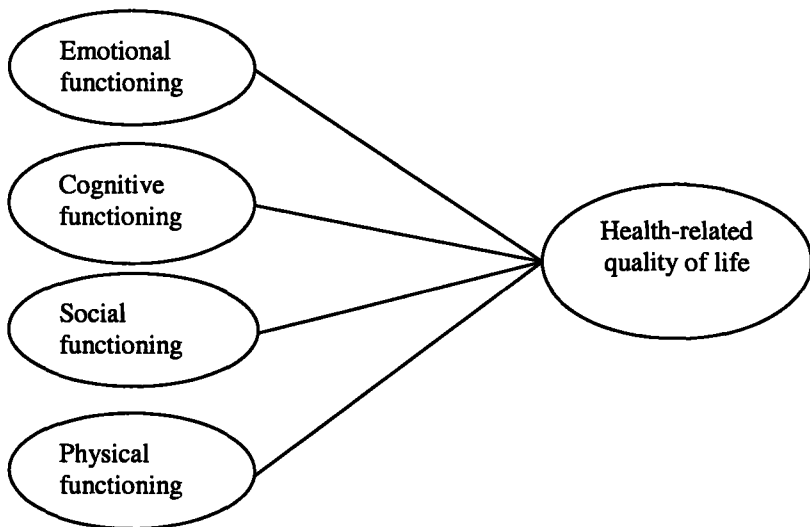 Emotional
functioning
Cognitive
functioning
Social
functioning
Physical
functioning
Health-related
quality of life